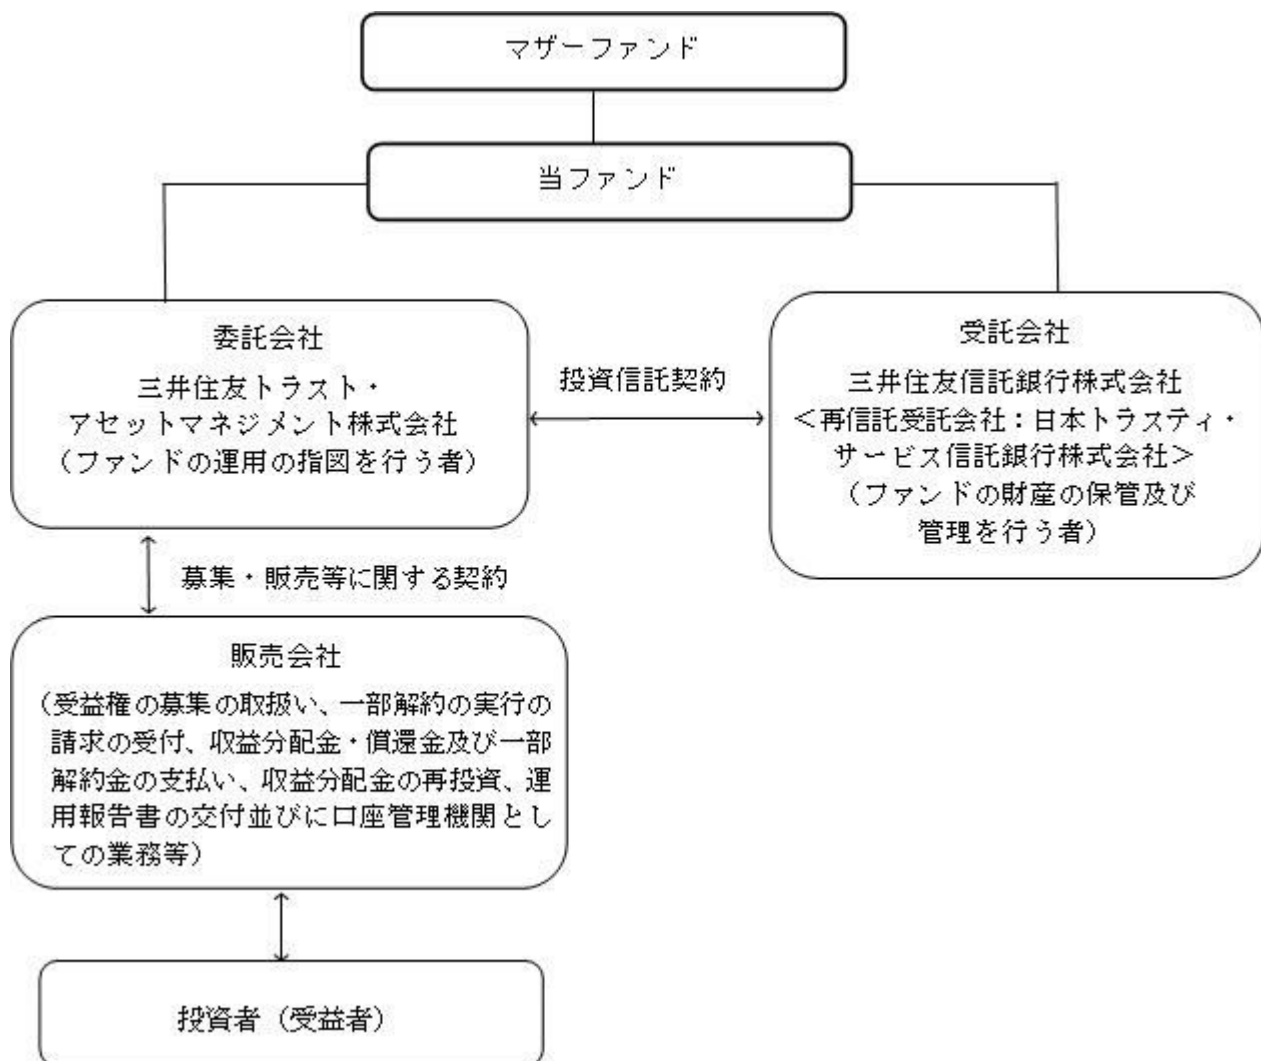 マザーファンド
当ファンド
委託会社
三井住友トラスト・
アセットマネジメント株式会社
（ファンドの運用の指図を行う者）
投資信託契約
受託会社
三井住友信託銀行株式会社
＜再信託受託会社：日本トラスティ・
サービス信託銀行株式会社＞
（ファンドの財産の保管及び
管理を行う者）
募集・販売等に関する契約
販売会社
（受益権の募集の取扱い、一部解約の実行の
請求の受付、収益分配金・償還金及び一部
解約金の支払い、収益分配金の再投資、運
用報告書の交付並びに口座管理機関とし
ての業務等）
投資者（受益者）